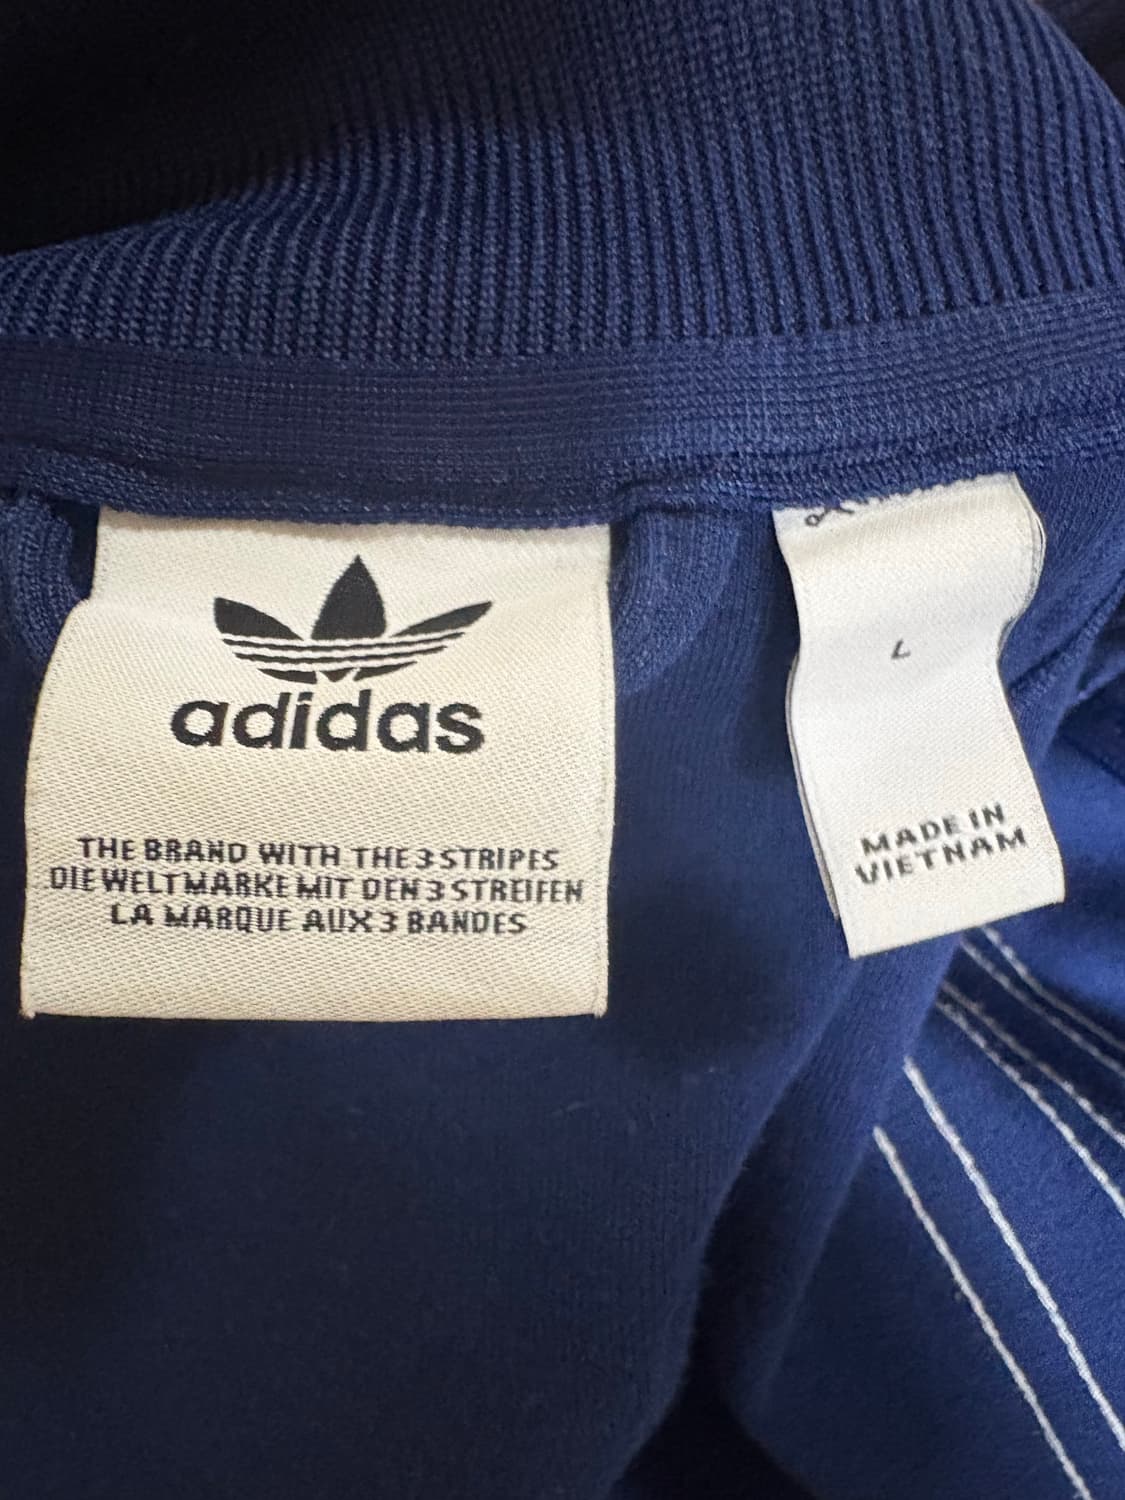 adidas
THE BRAND WITH THE 3 STRIPES
DIE WELTMARKE MIT DEN 3 STREIFEN
LA MARQUE AUX 3 BANDES
L
MADE IN
VIETNAM